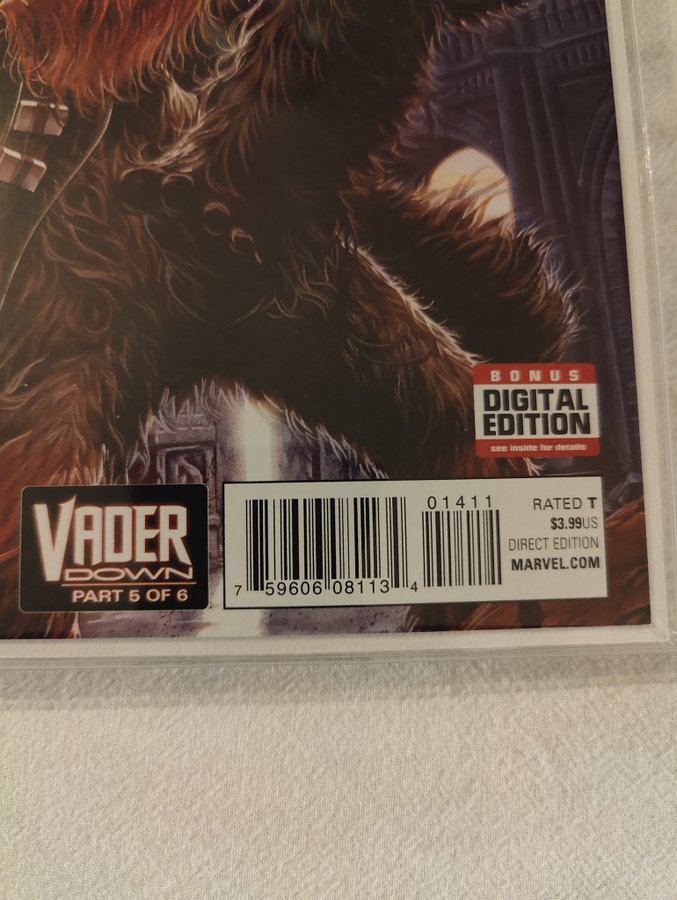 BONUS
DIGITAL
EDITION
see inside for details
VADER
DOWN
PART 5 OF 6
01411
7 59606 08113 4
RATED T
$3.99US
DIRECT EDITION
MARVEL.COM